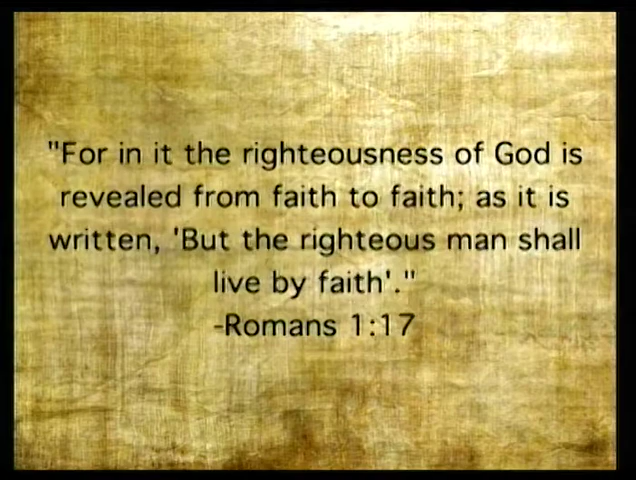 "For in it the righteousness of God is
revealed from faith to faith; as it is
written, 'But the righteous man shall
live by faith'."
-Romans 1:17